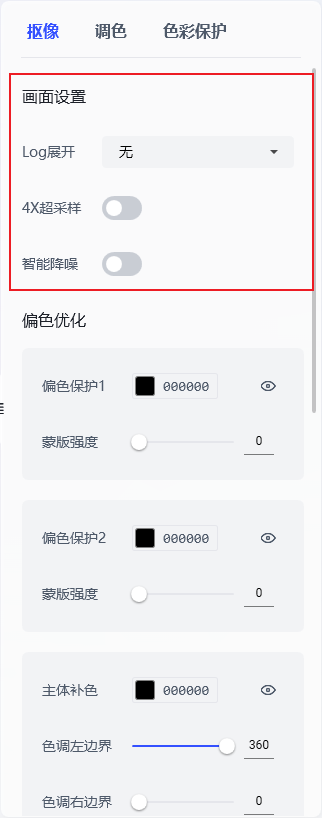 抠像 调色 色彩保护
画面设置
Log展开 无
4X超采样
智能降噪
偏色优化
偏色保护1 000000
蒙版强度 0
偏色保护2 000000
蒙版强度 0
主体补色 000000
色调左边界 360
色调右边界 0